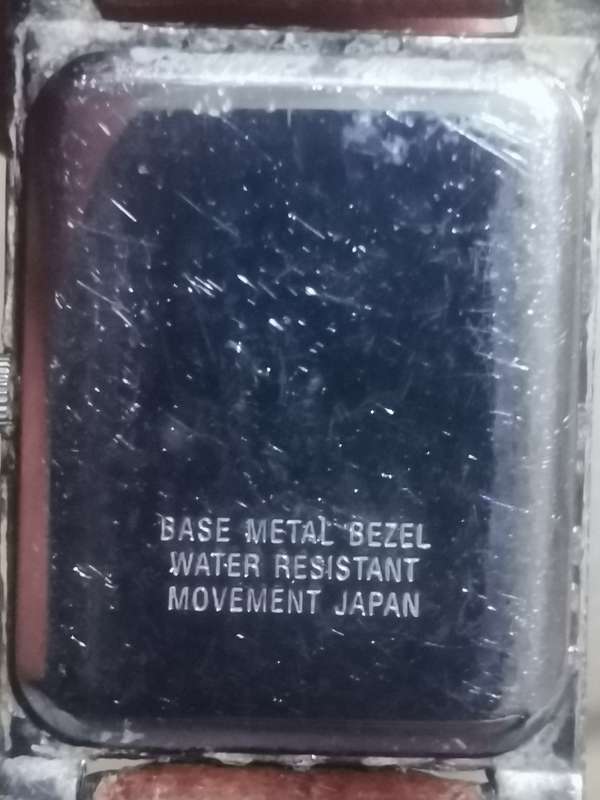 BASE METAL BEZEL
WATER RESISTANT
MOVEMENT JAPAN